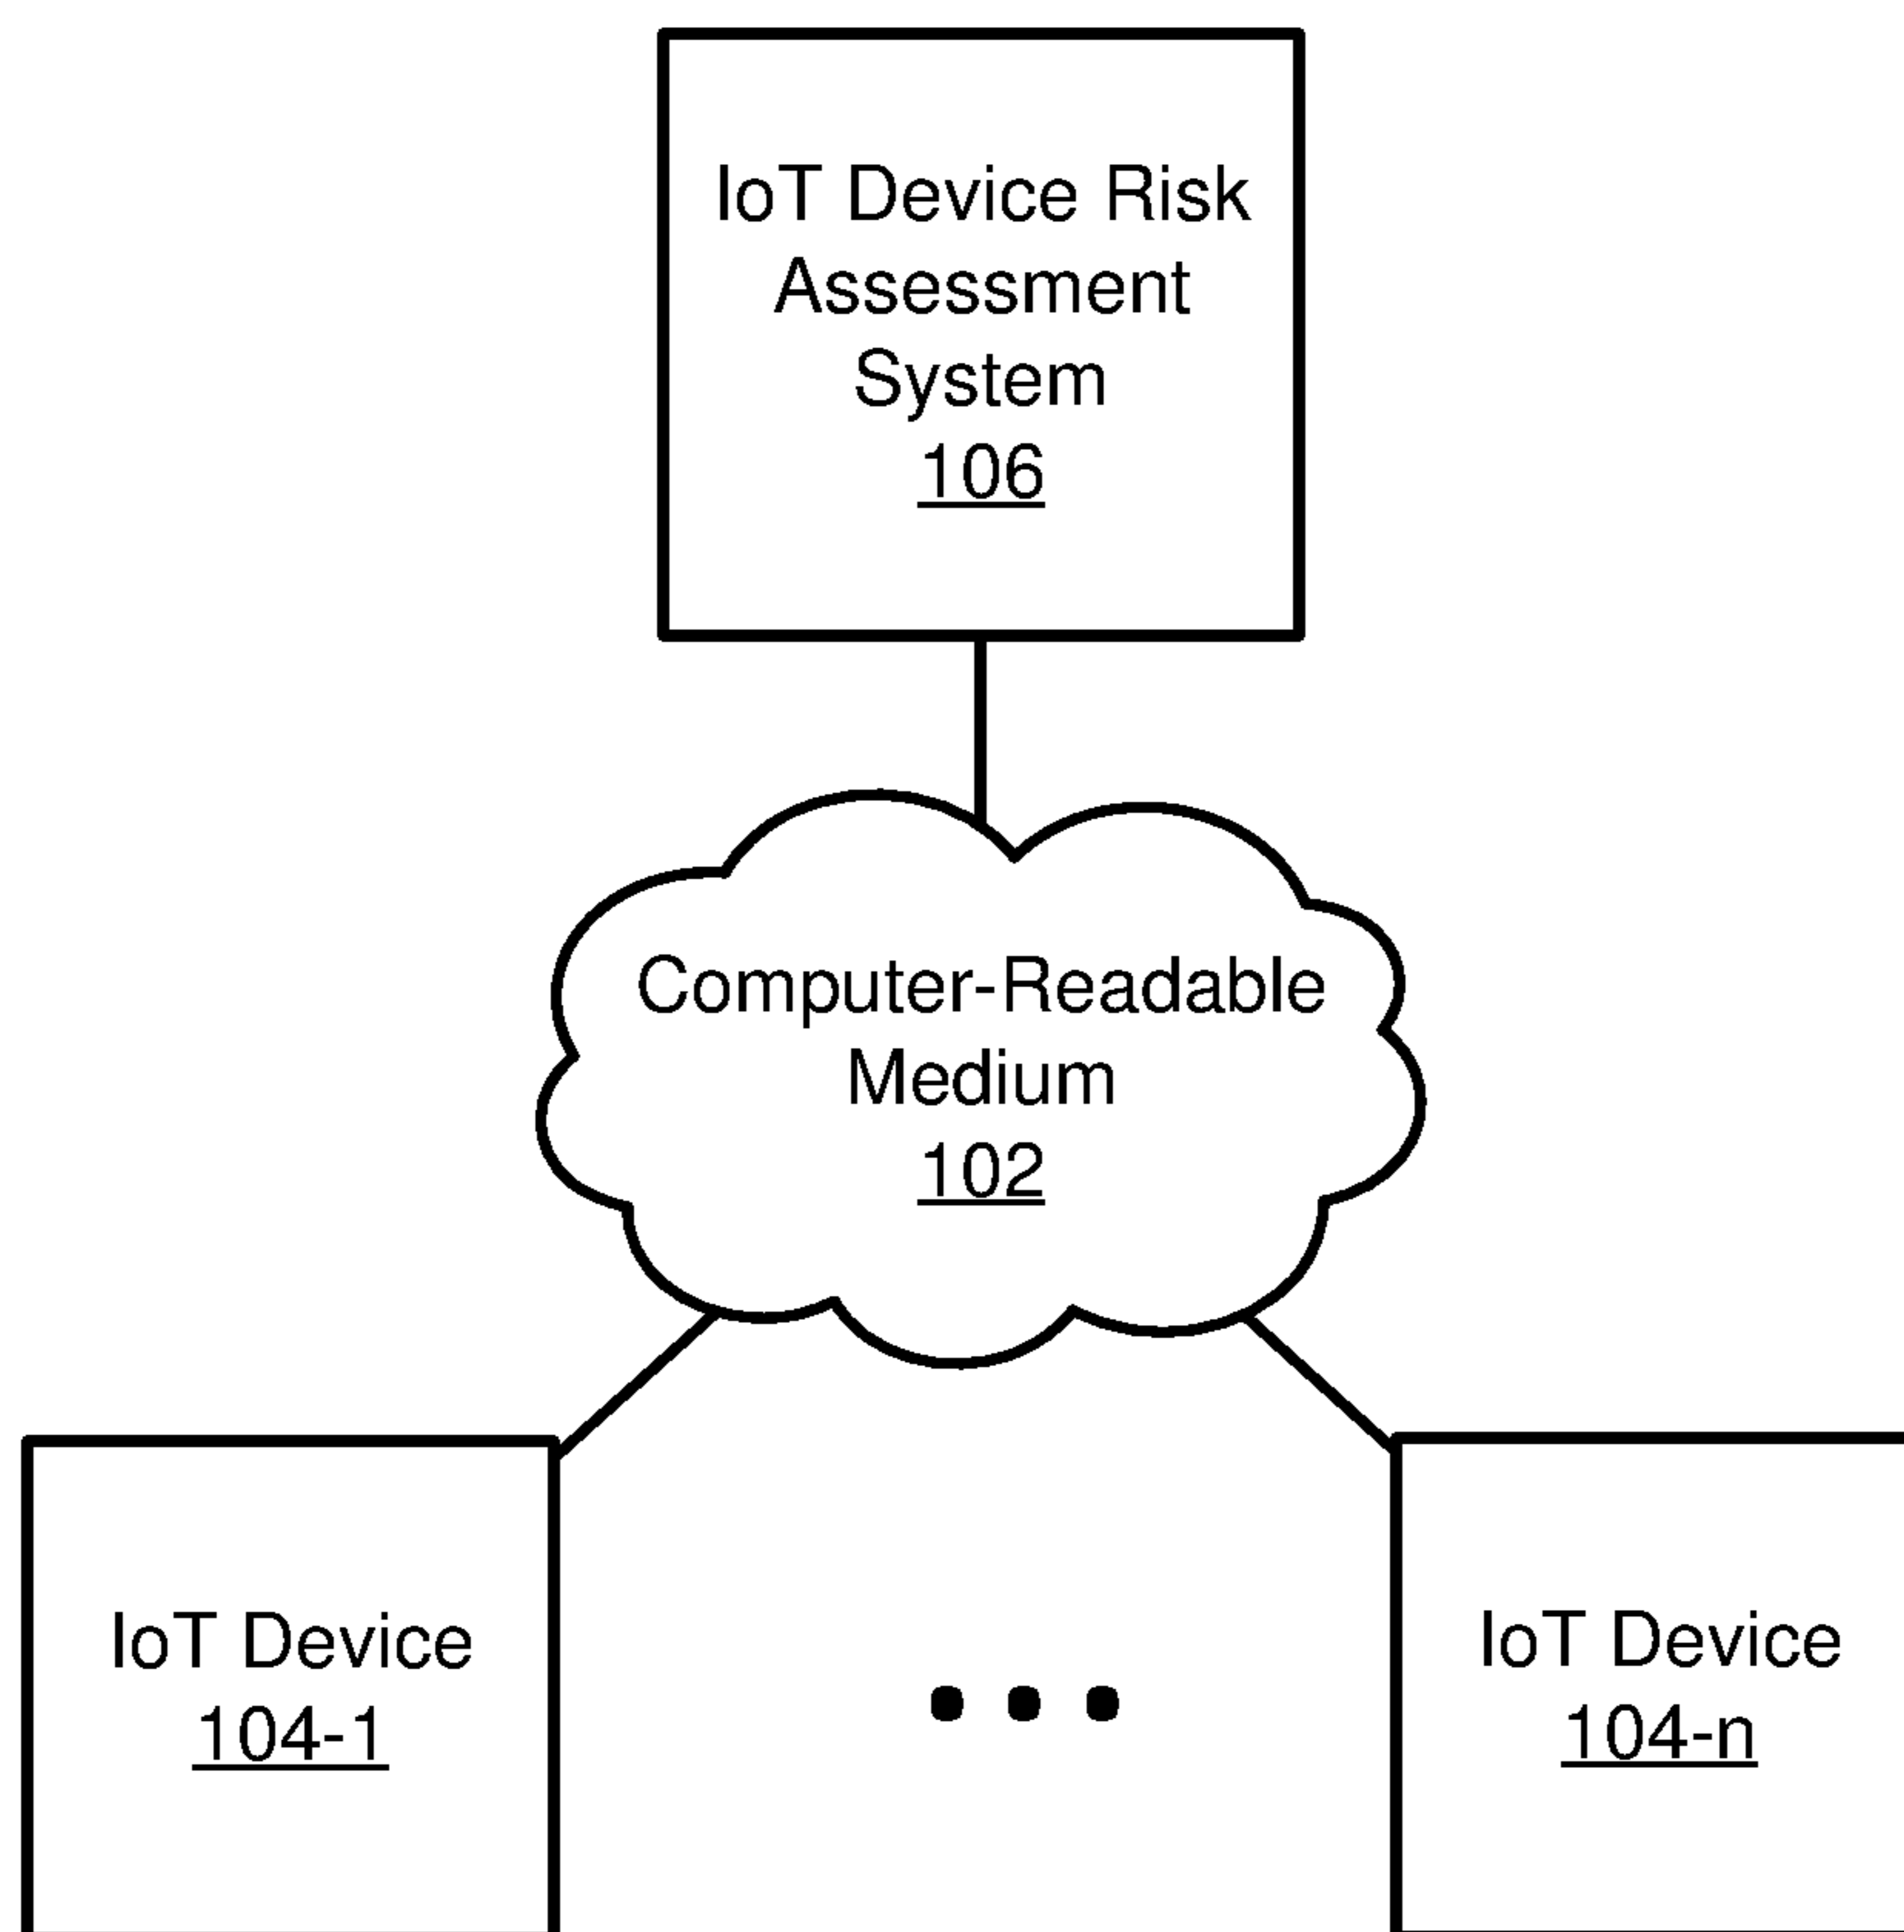 IoT Device Risk
Assessment
System
106
Computer-Readable
Medium
102
IoT Device
104-1
IoT Device
104-n